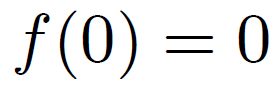 f(0) = 0